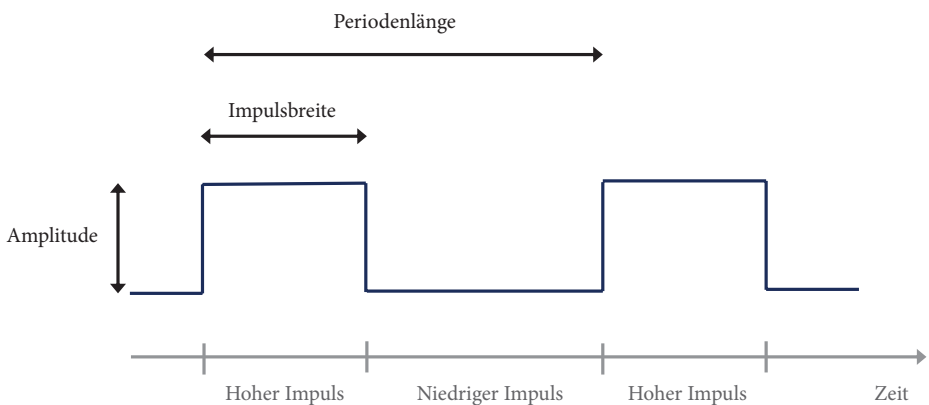 Periodenlänge
Impulsbreite
Amplitude
Hoher Impuls
Niedriger Impuls
Hoher Impuls
Zeit